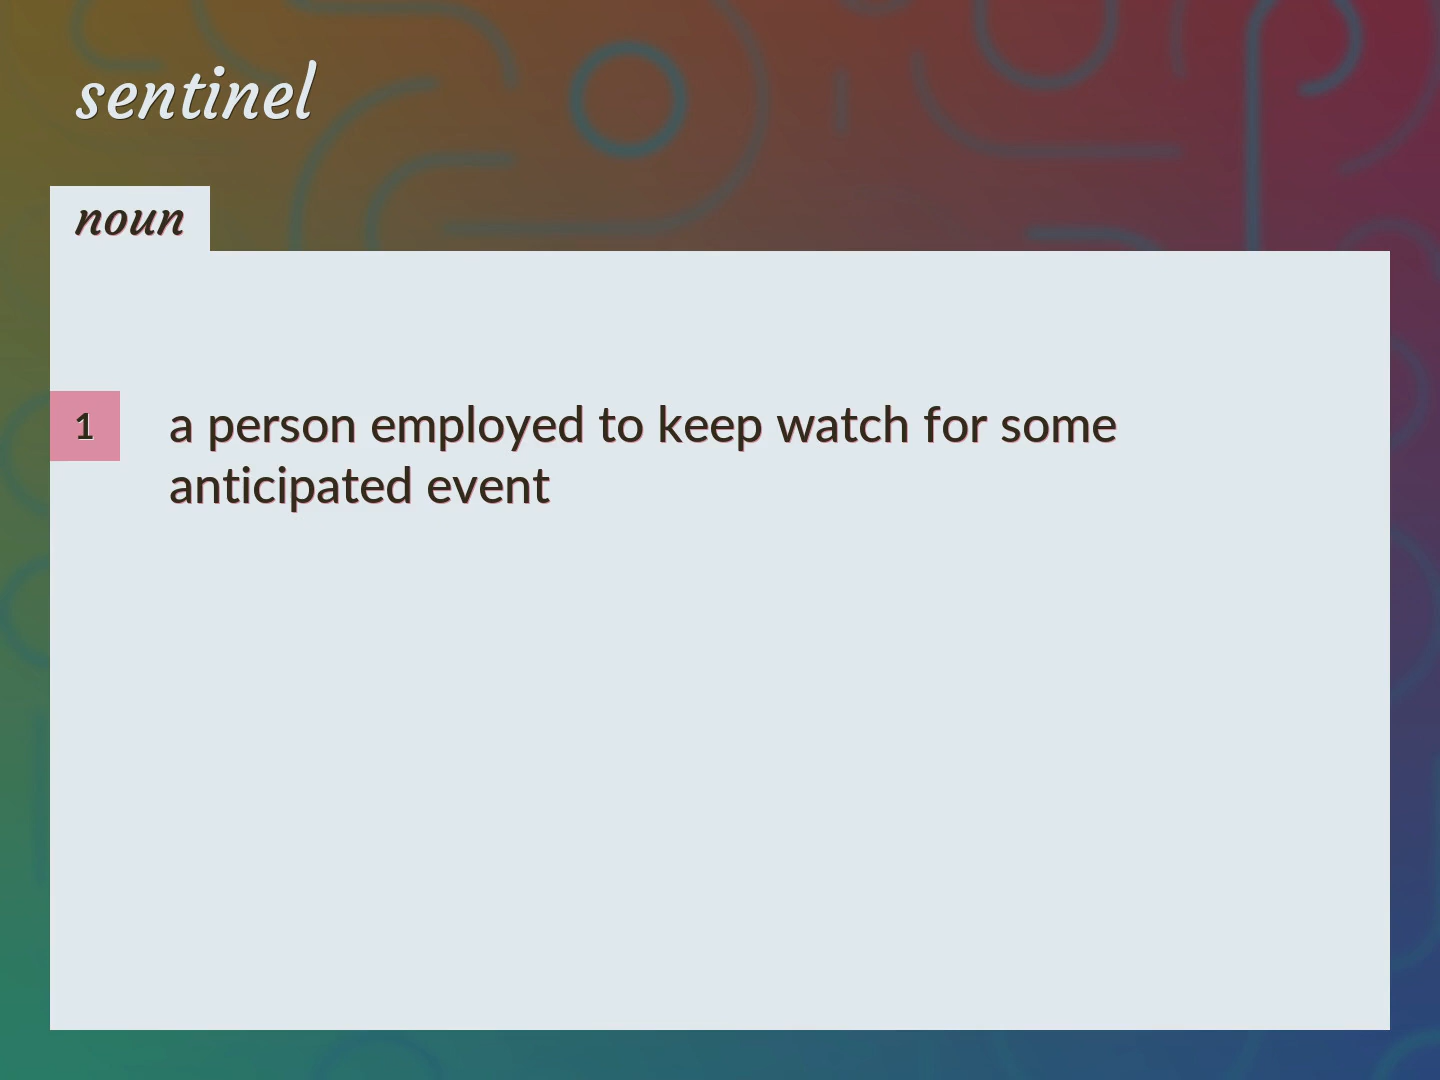 sentinel
noun
1
a person employed to keep watch for some
anticipated event